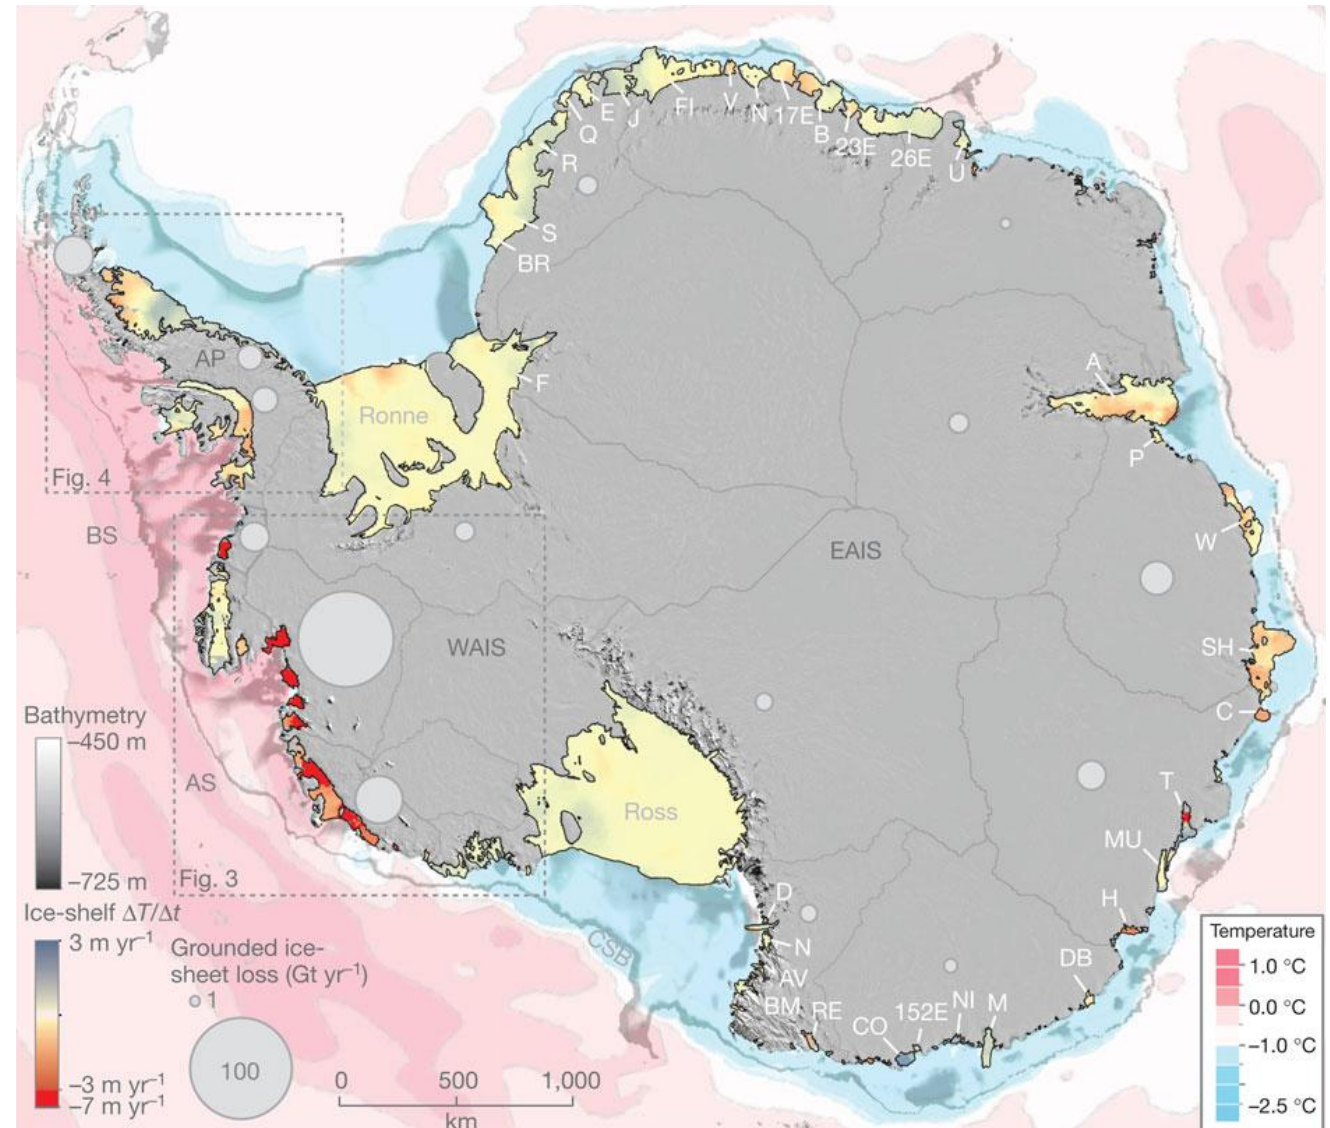 E
J
FI
V
N
17E
B
23E
26E
U
Q
R
S
BR
AP
Ronne
F
A
P
Fig. 4
BS
W
EAIS
WAIS
SH
C
Bathymetry
–450 m
–725 m
AS
Fig. 3
Ross
T
MU
H
DB
Ice-shelf ΔT/Δt
3 m yr⁻¹
–3 m yr⁻¹
–7 m yr⁻¹
Grounded ice-
sheet loss (Gt yr⁻¹)
1
100
0 500 1,000
km
CSB
D
N
AV
BM
RE
CO
152E
NI
M
Temperature
1.0 °C
0.0 °C
–1.0 °C
–2.5 °C